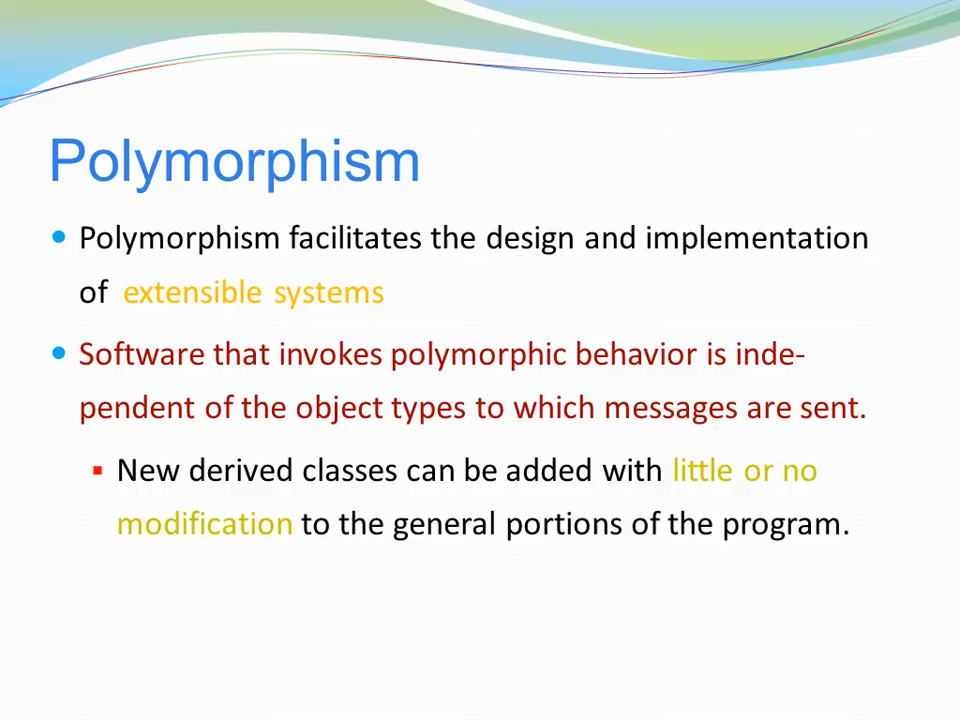 Polymorphism
• Polymorphism facilitates the design and implementation
of extensible systems
• Software that invokes polymorphic behavior is inde-
pendent of the object types to which messages are sent.
▪ New derived classes can be added with little or no
modification to the general portions of the program.